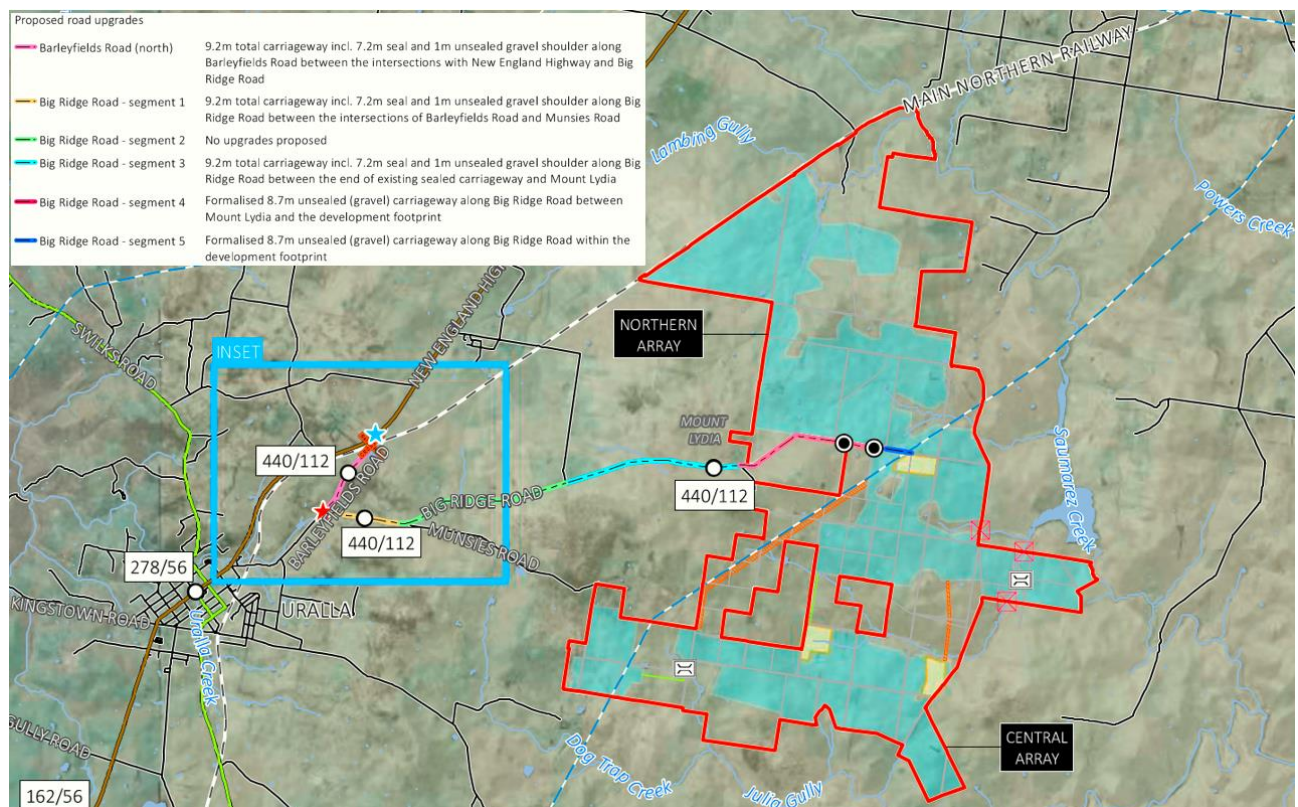 Proposed road upgrades
Barleyfields Road (north)
9.2m total carriageway incl. 7.2m seal and 1m unsealed gravel shoulder along
Barleyfields Road between the intersections with New England Highway and Big
Ridge Road
Big Ridge Road - segment 1
9.2m total carriageway incl. 7.2m seal and 1m unsealed gravel shoulder along Big
Ridge Road between the intersections of Barleyfields Road and Munsies Road
Big Ridge Road - segment 2
No upgrades proposed
Big Ridge Road - segment 3
9.2m total carriageway incl. 7.2m seal and 1m unsealed gravel shoulder along Big
Ridge Road between the end of existing sealed carriageway and Mount Lydia
Big Ridge Road - segment 4
Formalised 8.7m unsealed (gravel) carriageway along Big Ridge Road between
Mount Lydia and the development footprint
Big Ridge Road - segment 5
Formalised 8.7m unsealed (gravel) carriageway along Big Ridge Road within the
development footprint
MAIN NORTHERN RAILWAY
Lambing Gully
Powers Creek
NEW ENGLAND HIGH
SWILKS ROAD
NORTHERN
ARRAY
INSET
MOUNT
LYDIA
Saumarez Creek
440/112
BARLEYFIELDS ROAD
BIG RIDGE ROAD
440/112
440/112
MUNSIES ROAD
278/56
KINGSTOWN ROAD
URALLA
Uralla Creek
GULLY ROAD
Dog Trap Creek
Julia Gully
CENTRAL
ARRAY
162/56